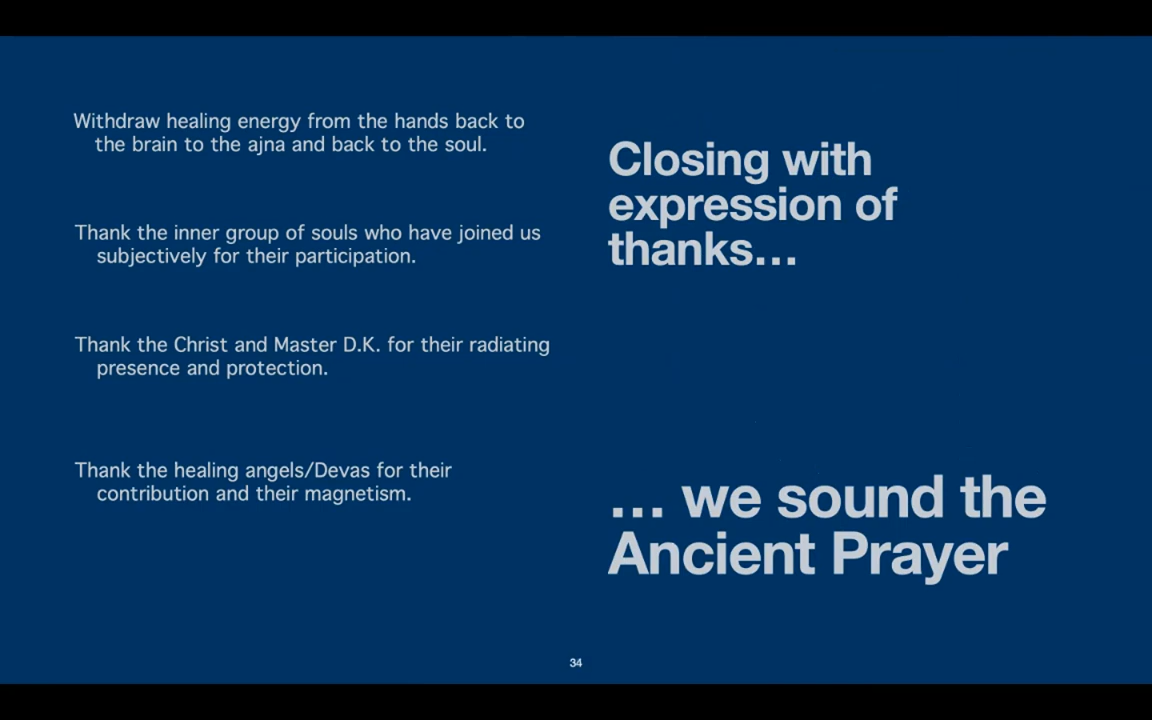 Withdraw healing energy from the hands back to
the brain to the ajna and back to the soul.
Thank the inner group of souls who have joined us
subjectively for their participation.
Thank the Christ and Master D.K. for their radiating
presence and protection.
Thank the healing angels/Devas for their
contribution and their magnetism.
Closing with
expression of
thanks…
… we sound the
Ancient Prayer
34